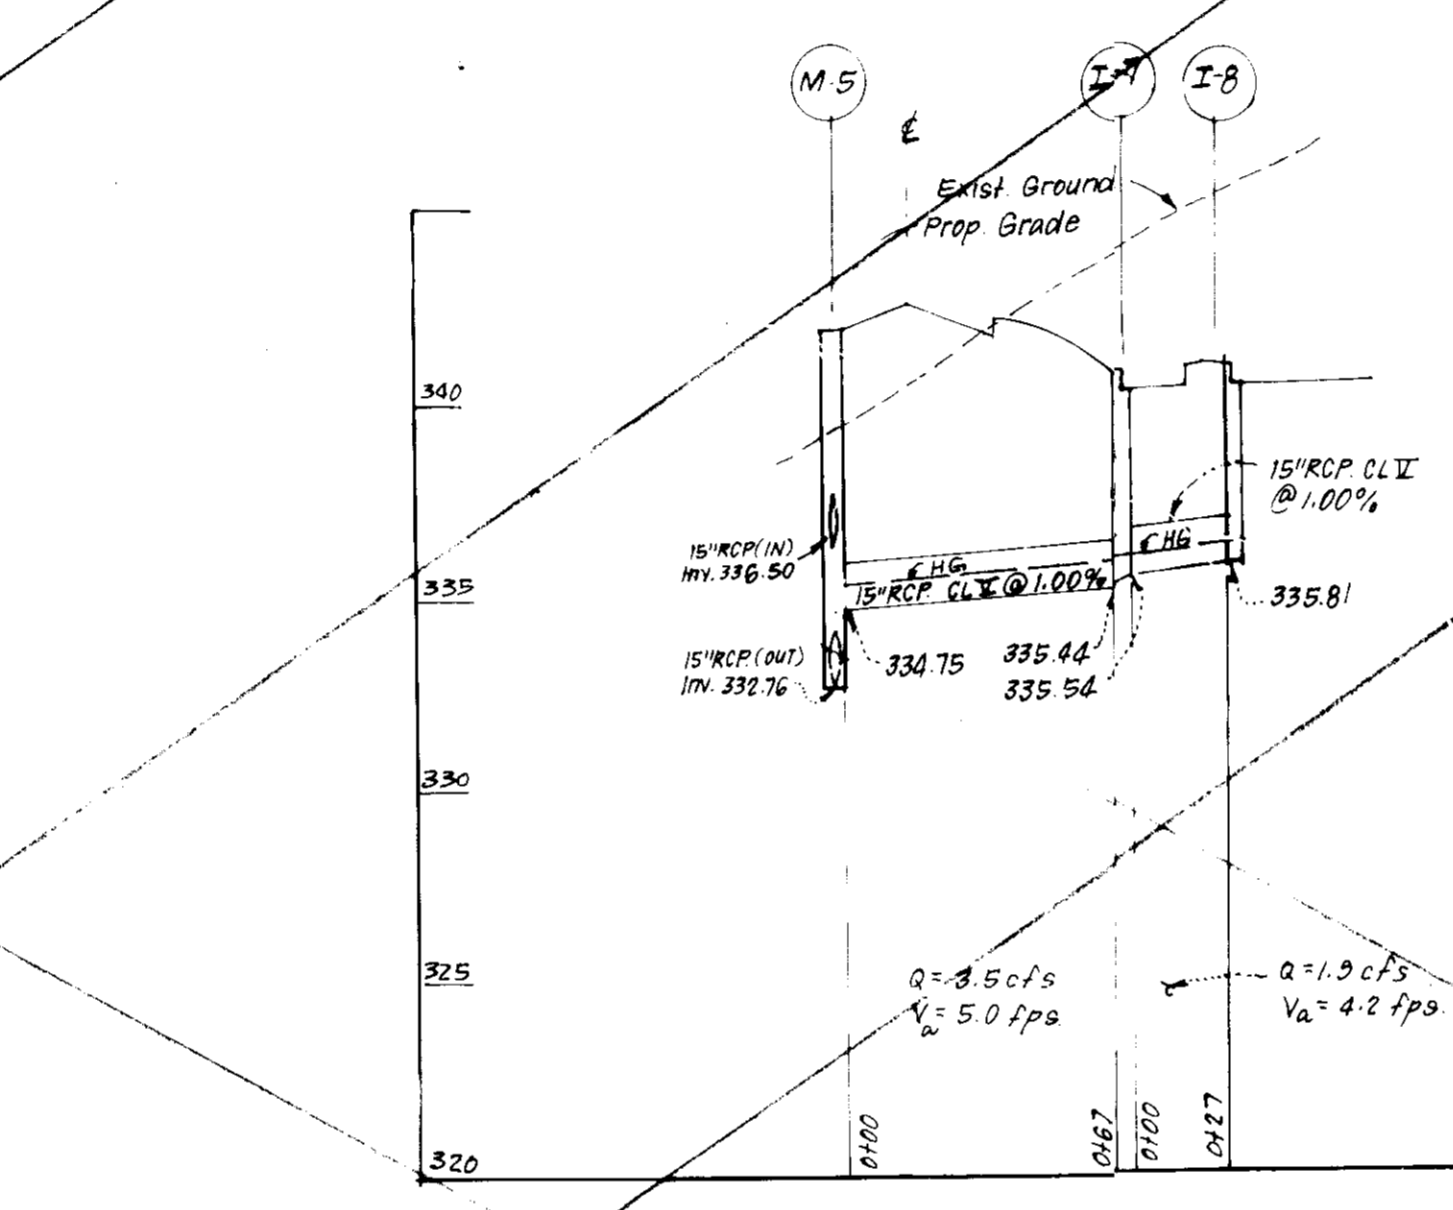 M-5
I-8
℄
Exist. Ground
Prop. Grade
340
15"RCP. CL V
@ 1.00%
HG
15"RCP(IN)
Inv. 336.50
HG
15"RCP. CL V @ 1.00%
335
335.81
15"RCP.(OUT)
Inv. 332.76
334.75
335.44
335.54
330
325
Q=3.5 cfs
Va= 5.0 fps.
Q=1.9 cfs
Va= 4.2 fps.
0+00
0+67
0+00
0+27
320